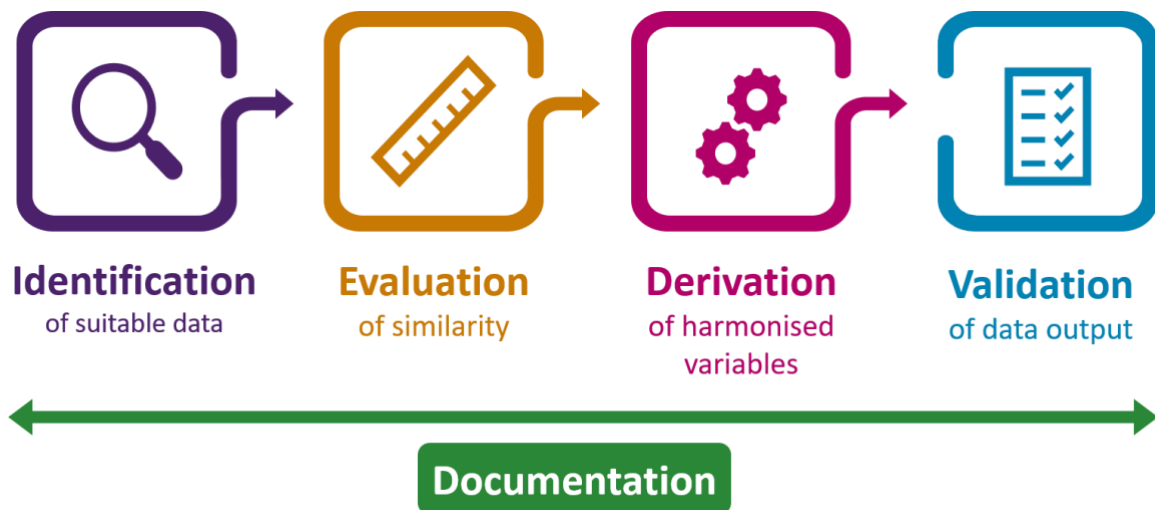 Identification
of suitable data
Evaluation
of similarity
Derivation
of harmonised
variables
Validation
of data output
Documentation